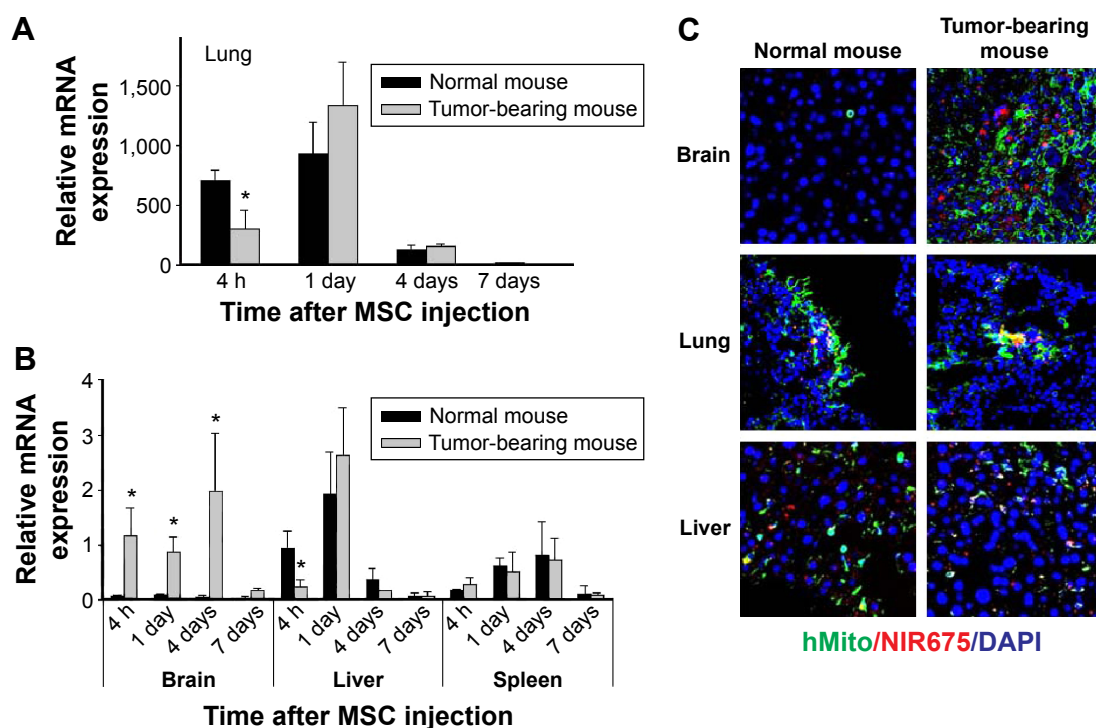 A
Lung
Normal mouse
Tumor-bearing mouse
Relative mRNA
expression
1,500
1,000
500
0
*
4 h
1 day
4 days
7 days
Time after MSC injection
B
Normal mouse
Tumor-bearing mouse
Relative mRNA
expression
4
3
2
1
0
*
*
*
*
4 h
1 day
4 days
7 days
4 h
1 day
4 days
7 days
4 h
1 day
4 days
7 days
Brain
Liver
Spleen
Time after MSC injection
C
Normal mouse
Tumor-bearing
mouse
Brain
Lung
Liver
hMito/NIR675/DAPI